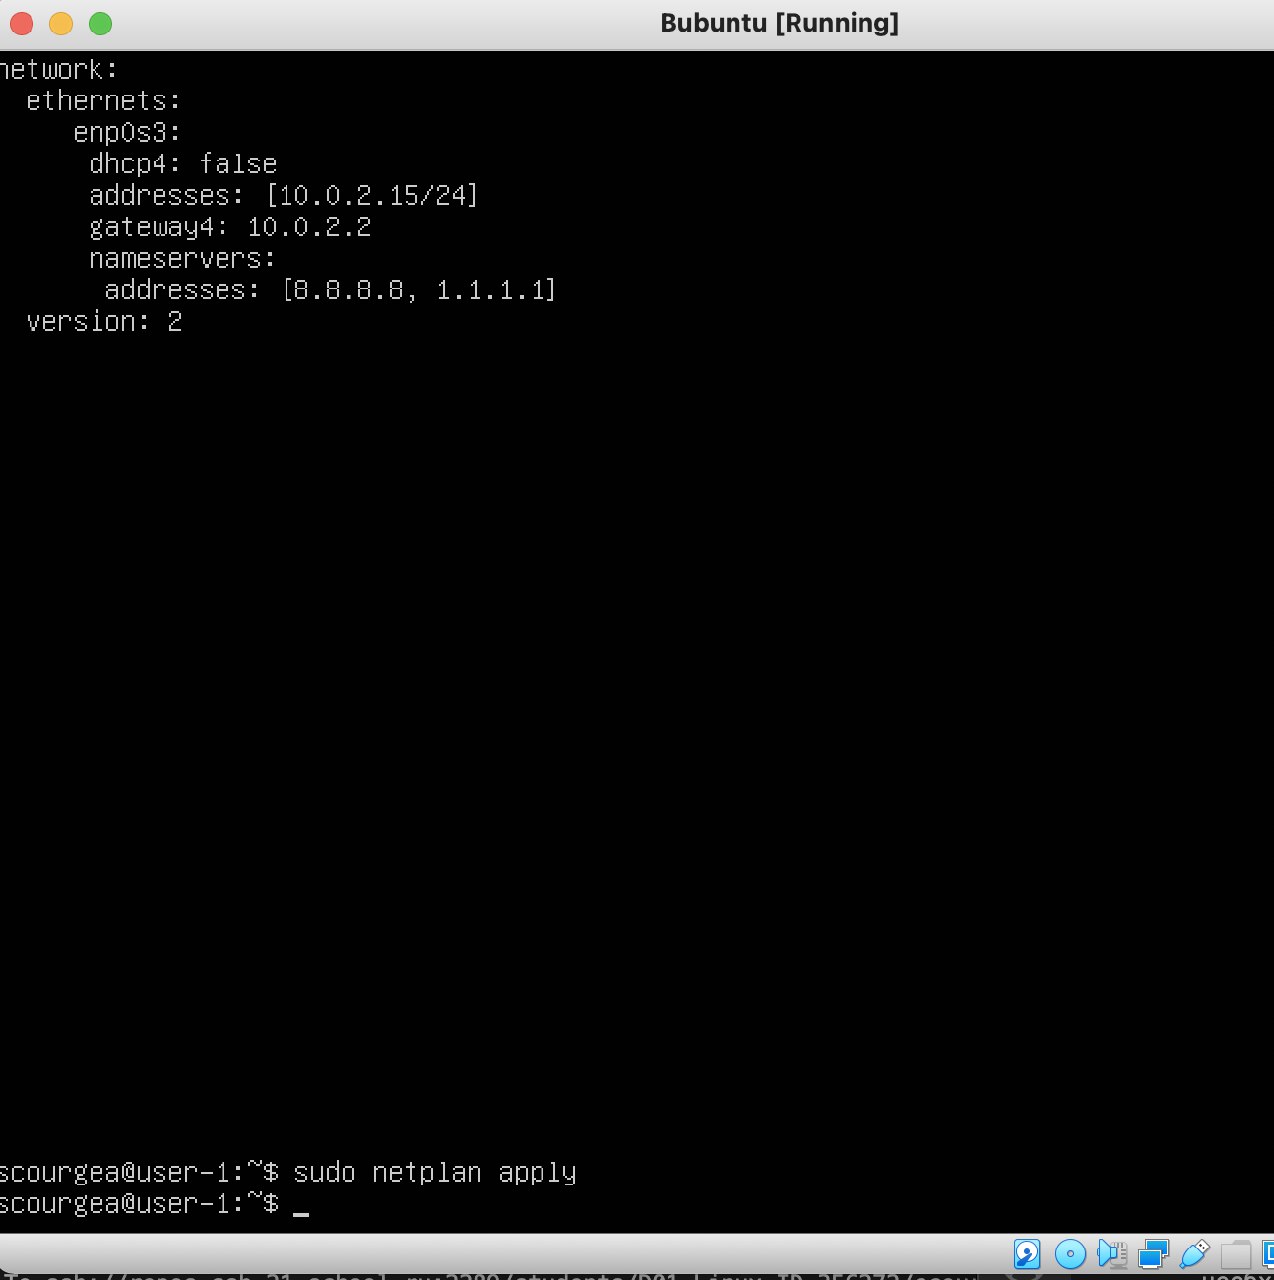 Bubuntu [Running]
network:
  ethernets:
     enp0s3:
      dhcp4: false
      addresses: [10.0.2.15/24]
      gateway4: 10.0.2.2
      nameservers:
       addresses: [8.8.8.8, 1.1.1.1]
  version: 2
scourgea@user-1:~$ sudo netplan apply
scourgea@user-1:~$ _